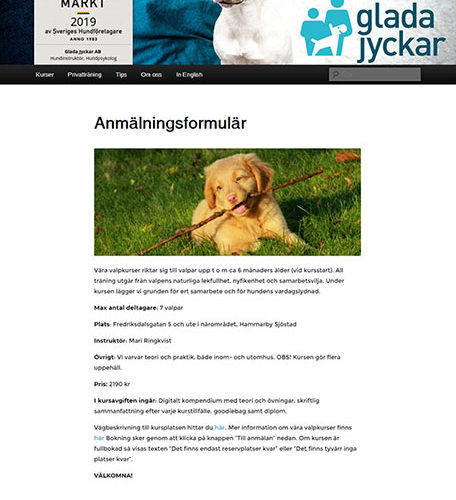 MÄRKT
2019
av Sveriges Hundföretagare
ANNO 1983
Glada Jyckar AB
Hundinstruktör, Hundpsykolog
glada
jyckar
Kurser Privatträning Tips Om oss In English
Anmälningsformulär
Våra valpkurser riktar sig till valpar upp t o m ca 6 månaders ålder (vid kursstart). All
träning utgår från valpens naturliga lekfullhet, nyfikenhet och samarbetsvilja. Under
kursen lägger vi grunden för ert samarbete och för hundens vardagslydnad.
Max antal deltagare: 7 valpar
Plats: Fredriksdalsgatan 5 och ute i närområdet, Hammarby Sjöstad
Instruktör: Mari Ringkvist
Övrigt: Vi varvar teori och praktik, både inom- och utomhus. OBS! Kursen gör flera
uppehåll.
Pris: 2190 kr
I kursavgiften ingår: Digitalt kompendium med teori och övningar, skriftlig
sammanfattning efter varje kurstillfälle, goodiebag samt diplom.
Vägbeskrivning till kursplatsen hittar du här. Mer information om våra valpkurser finns
här Bokning sker genom att klicka på knappen "Till anmälan" nedan. Om kursen är
fullbokad så visas texten "Det finns endast reservplatser kvar" eller "Det finns tyvärr inga
platser kvar".
VÄLKOMNA!